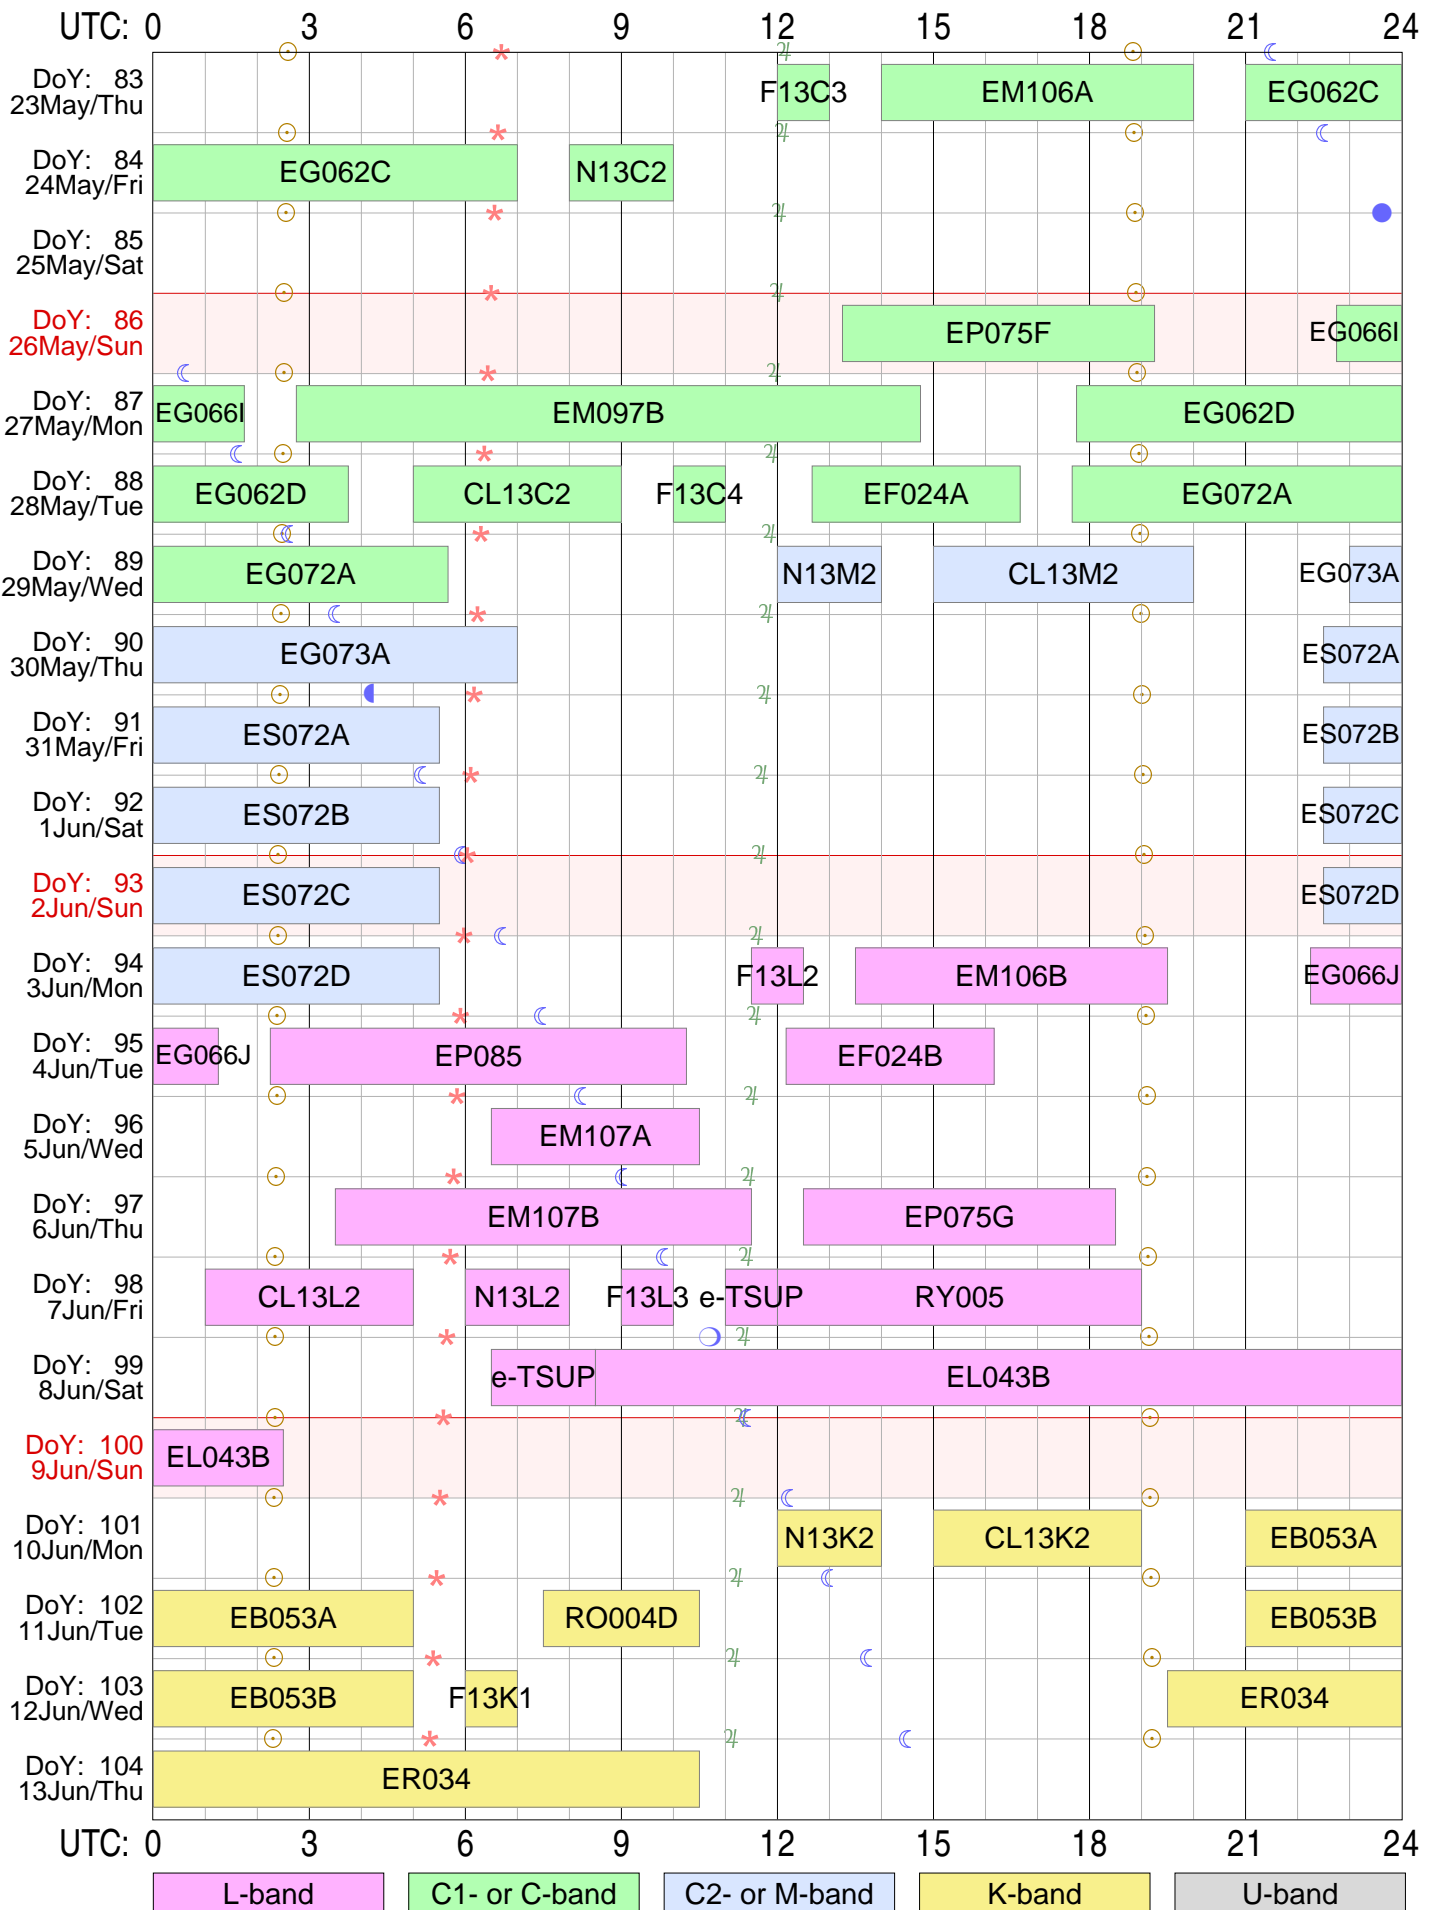 UTC: 0 3 6 9 12 15 18 21 24
DoY: 83
23May/Thu
F13C3 EM106A EG062C
DoY: 84
24May/Fri
EG062C N13C2
DoY: 85
25May/Sat
DoY: 86
26May/Sun
EP075F EG066I
DoY: 87
27May/Mon
EG066I EM097B EG062D
DoY: 88
28May/Tue
EG062D CL13C2 F13C4 EF024A EG072A
DoY: 89
29May/Wed
EG072A N13M2 CL13M2 EG073A
DoY: 90
30May/Thu
EG073A ES072A
DoY: 91
31May/Fri
ES072A ES072B
DoY: 92
1Jun/Sat
ES072B ES072C
DoY: 93
2Jun/Sun
ES072C ES072D
DoY: 94
3Jun/Mon
ES072D F13L2 EM106B EG066J
DoY: 95
4Jun/Tue
EG066J EP085 EF024B
DoY: 96
5Jun/Wed
EM107A
DoY: 97
6Jun/Thu
EM107B EP075G
DoY: 98
7Jun/Fri
CL13L2 N13L2 F13L3 e-TSUP RY005
DoY: 99
8Jun/Sat
e-TSUP EL043B
DoY: 100
9Jun/Sun
EL043B
DoY: 101
10Jun/Mon
N13K2 CL13K2 EB053A
DoY: 102
11Jun/Tue
EB053A RO004D EB053B
DoY: 103
12Jun/Wed
EB053B F13K1 ER034
DoY: 104
13Jun/Thu
ER034
UTC: 0 3 6 9 12 15 18 21 24
L-band C1- or C-band C2- or M-band K-band U-band